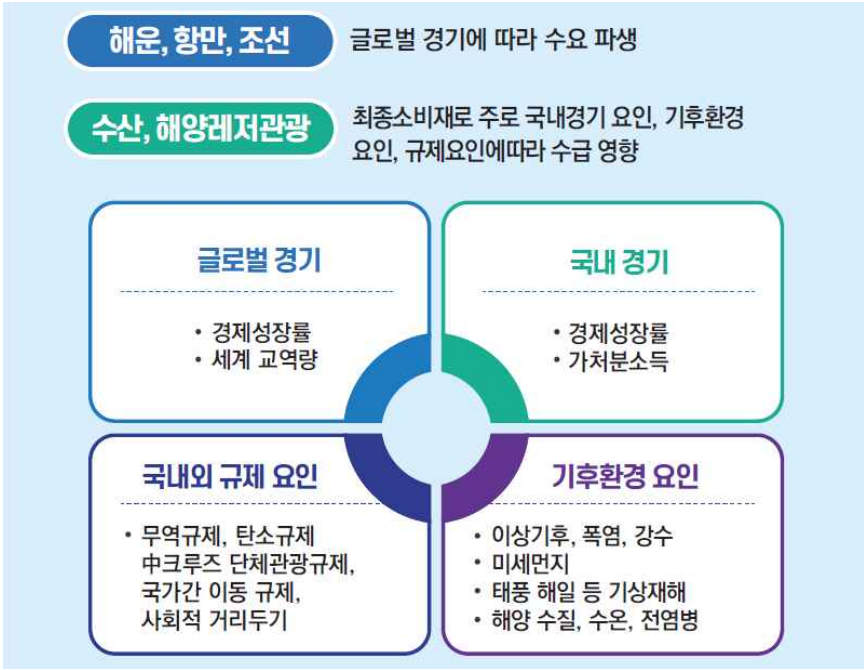 해운, 항만, 조선
글로벌 경기에 따라 수요 파생
수산, 해양레저관광
최종소비재로 주로 국내경기 요인, 기후환경
요인, 규제요인에따라 수급 영향
글로벌 경기
• 경제성장률
• 세계 교역량
국내 경기
• 경제성장률
• 가처분소득
국내외 규제 요인
• 무역규제, 탄소규제
中크루즈 단체관광규제,
국가간 이동 규제,
사회적 거리두기
기후환경 요인
• 이상기후, 폭염, 강수
• 미세먼지
• 태풍 해일 등 기상재해
• 해양 수질, 수온, 전염병